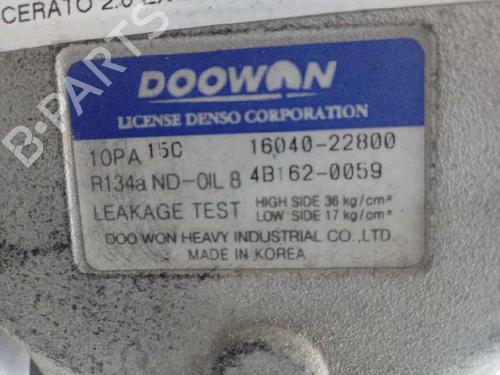 CERATO 2.0
DOOWON
LICENSE DENSO CORPORATION
10PA 15C 16040-22800
R134a ND-OIL 8 4B162-0059
LEAKAGE TEST HIGH SIDE 36 kg/cm²
LOW SIDE 17 kg/cm²
DOO WON HEAVY INDUSTRIAL CO.,LTD.
MADE IN KOREA
B-PARTS